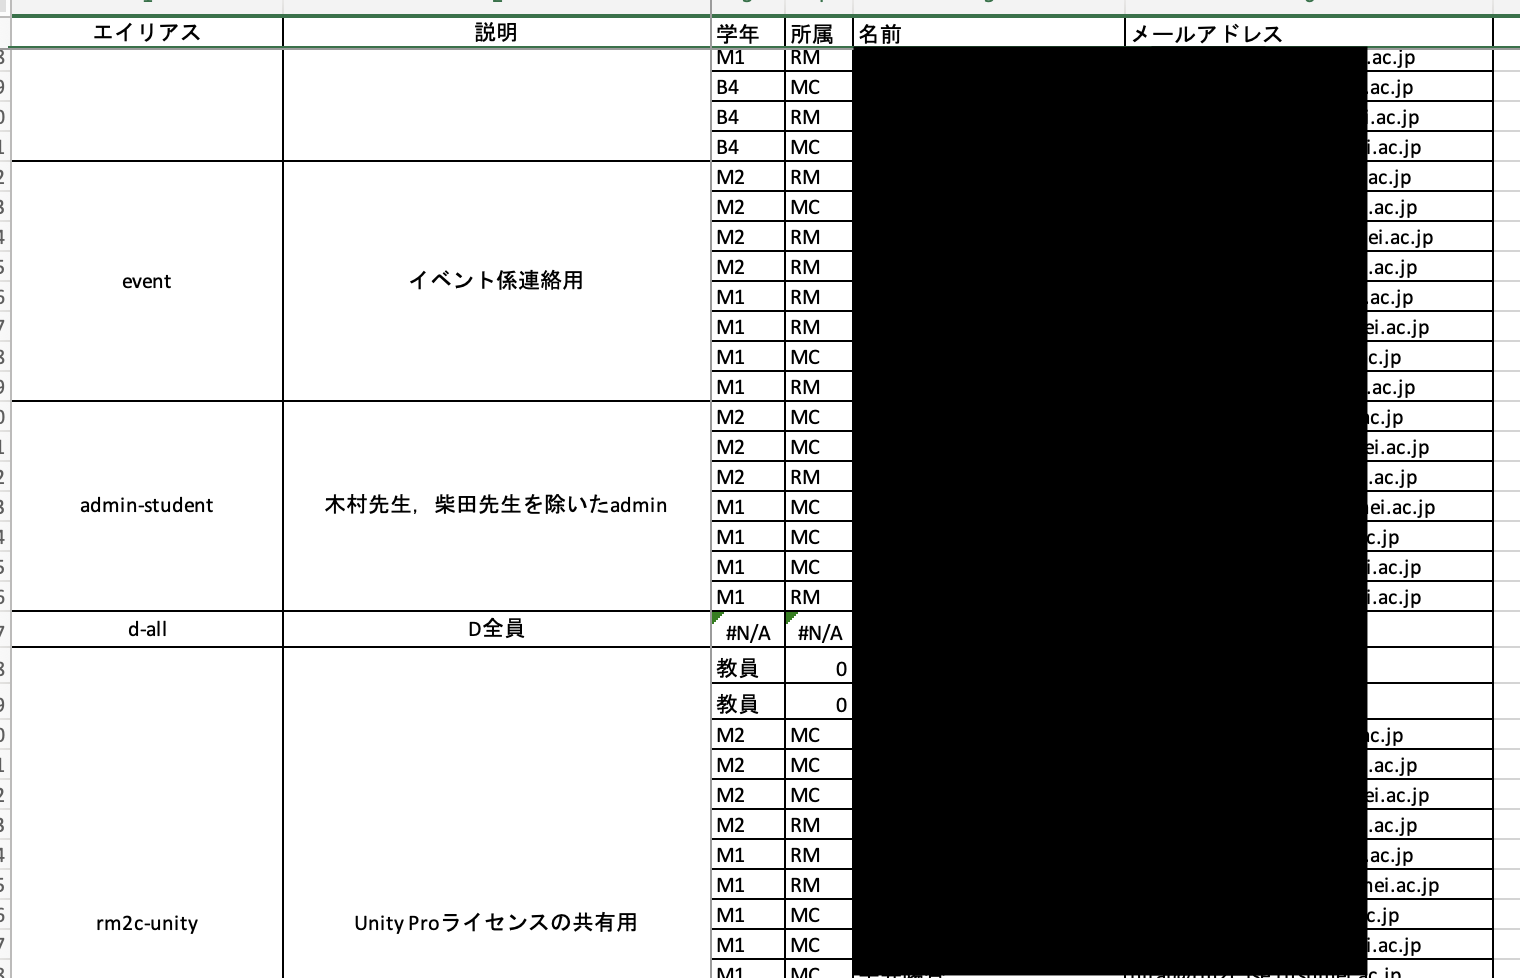 エイリアス 説明 学年 所属 名前 メールアドレス
M1 RM .ac.jp
B4 MC .ac.jp
B4 RM i.ac.jp
B4 MC i.ac.jp
M2 RM ac.jp
M2 MC .ac.jp
M2 RM ei.ac.jp
event イベント係連絡用
M2 RM .ac.jp
M1 RM .ac.jp
M1 RM ei.ac.jp
M1 MC c.jp
M1 RM .ac.jp
M2 MC c.jp
M2 MC ei.ac.jp
M2 RM .ac.jp
admin-student 木村先生，柴田先生を除いたadmin
M1 MC ei.ac.jp
M1 MC c.jp
M1 MC i.ac.jp
M1 RM i.ac.jp
d-all D全員 #N/A #N/A
教員 0
教員 0
M2 MC c.jp
M2 MC .ac.jp
M2 MC ei.ac.jp
M2 RM .ac.jp
M1 RM .ac.jp
M1 RM ei.ac.jp
rm2c-unity Unity Proライセンスの共有用
M1 MC c.jp
M1 MC i.ac.jp
M1 MC ac.jp